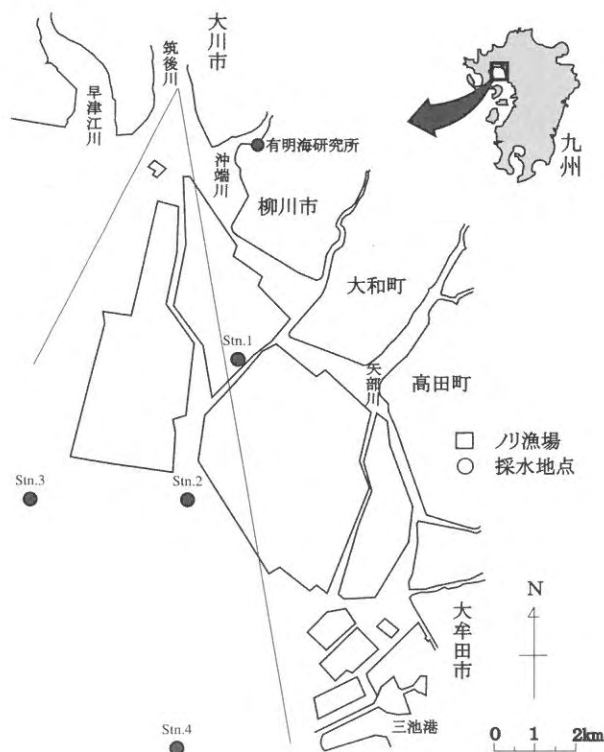 大川市
筑後川
早津江川
沖端川
有明海研究所
柳川市
九州
大和町
Stn.1
矢部川
高田町
ノリ漁場
採水地点
Stn.3
Stn.2
N
大牟田市
三池港
Stn.4
0 1 2km